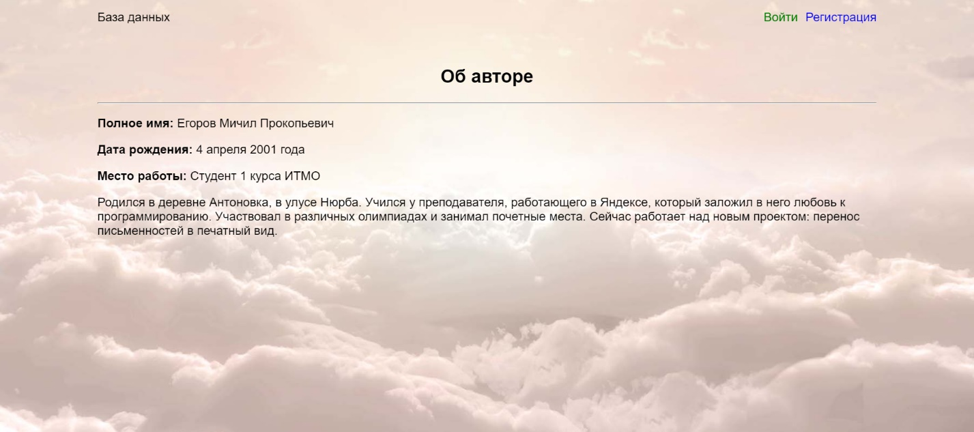 База данных
Войти Регистрация
Об авторе
Полное имя: Егоров Мичил Прокопьевич
Дата рождения: 4 апреля 2001 года
Место работы: Студент 1 курса ИТМО
Родился в деревне Антоновка, в улусе Нюрба. Учился у преподавателя, работающего в Яндексе, который заложил в него любовь к
программированию. Участвовал в различных олимпиадах и занимал почетные места. Сейчас работает над новым проектом: перенос
письменностей в печатный вид.